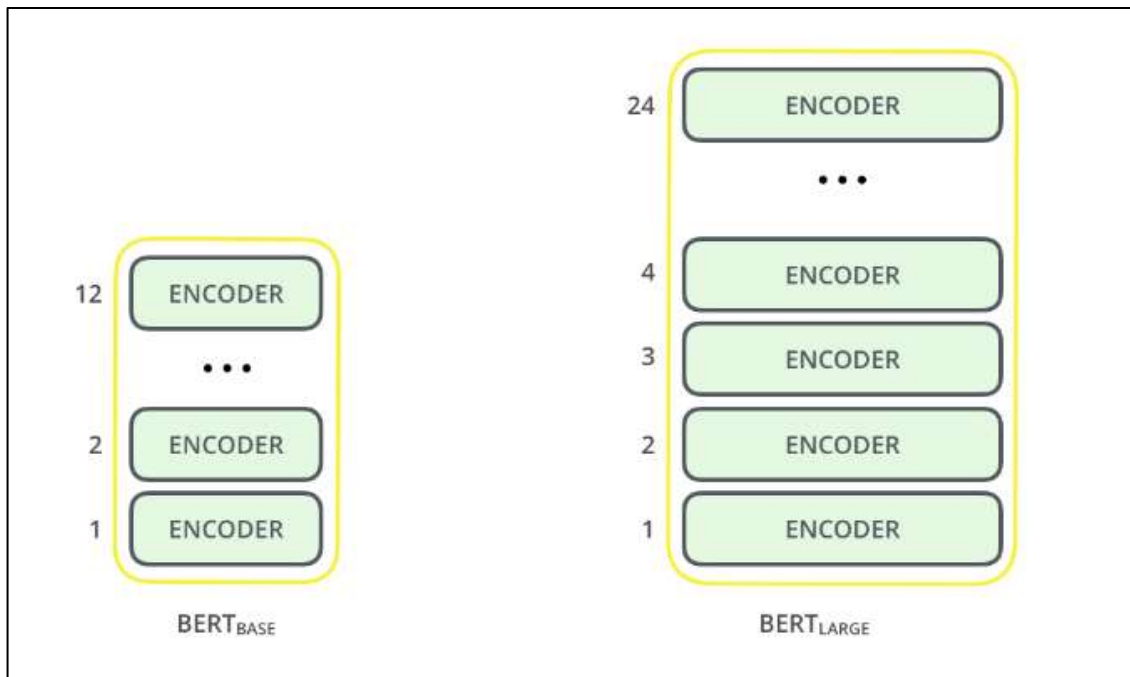 12 ENCODER
...
2 ENCODER
1 ENCODER
BERTBASE
24 ENCODER
...
4 ENCODER
3 ENCODER
2 ENCODER
1 ENCODER
BERTLARGE